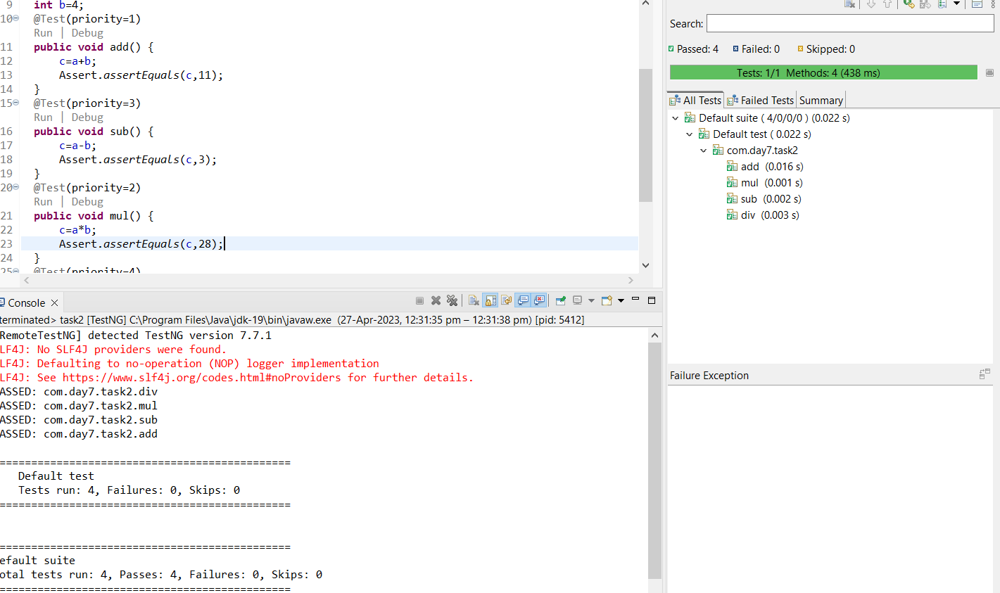 9 int b=4;
10 @Test(priority=1)
Run | Debug
11 public void add() {
12 c=a+b;
13 Assert.assertEquals(c,11);
14 }
15 @Test(priority=3)
Run | Debug
16 public void sub() {
17 c=a-b;
18 Assert.assertEquals(c,3);
19 }
20 @Test(priority=2)
Run | Debug
21 public void mul() {
22 c=a*b;
23 Assert.assertEquals(c,28);
24 }
25 @Test(priority=4)
Search:
Passed: 4 Failed: 0 Skipped: 0
Tests: 1/1 Methods: 4 (438 ms)
All Tests Failed Tests Summary
Default suite ( 4/0/0/0 ) (0.022 s)
Default test ( 0.022 s)
com.day7.task2
add (0.016 s)
mul (0.001 s)
sub (0.002 s)
div (0.003 s)
Failure Exception
Console
terminated> task2 [TestNG] C:\Program Files\Java\jdk-19\bin\javaw.exe (27-Apr-2023, 12:31:35 pm – 12:31:38 pm) [pid: 5412]
RemoteTestNG] detected TestNG version 7.7.1
LF4J: No SLF4J providers were found.
LF4J: Defaulting to no-operation (NOP) logger implementation
LF4J: See https://www.slf4j.org/codes.html#noProviders for further details.
ASSED: com.day7.task2.div
ASSED: com.day7.task2.mul
ASSED: com.day7.task2.sub
ASSED: com.day7.task2.add
===============================================
Default test
Tests run: 4, Failures: 0, Skips: 0
===============================================
===============================================
efault suite
otal tests run: 4, Passes: 4, Failures: 0, Skips: 0
===============================================